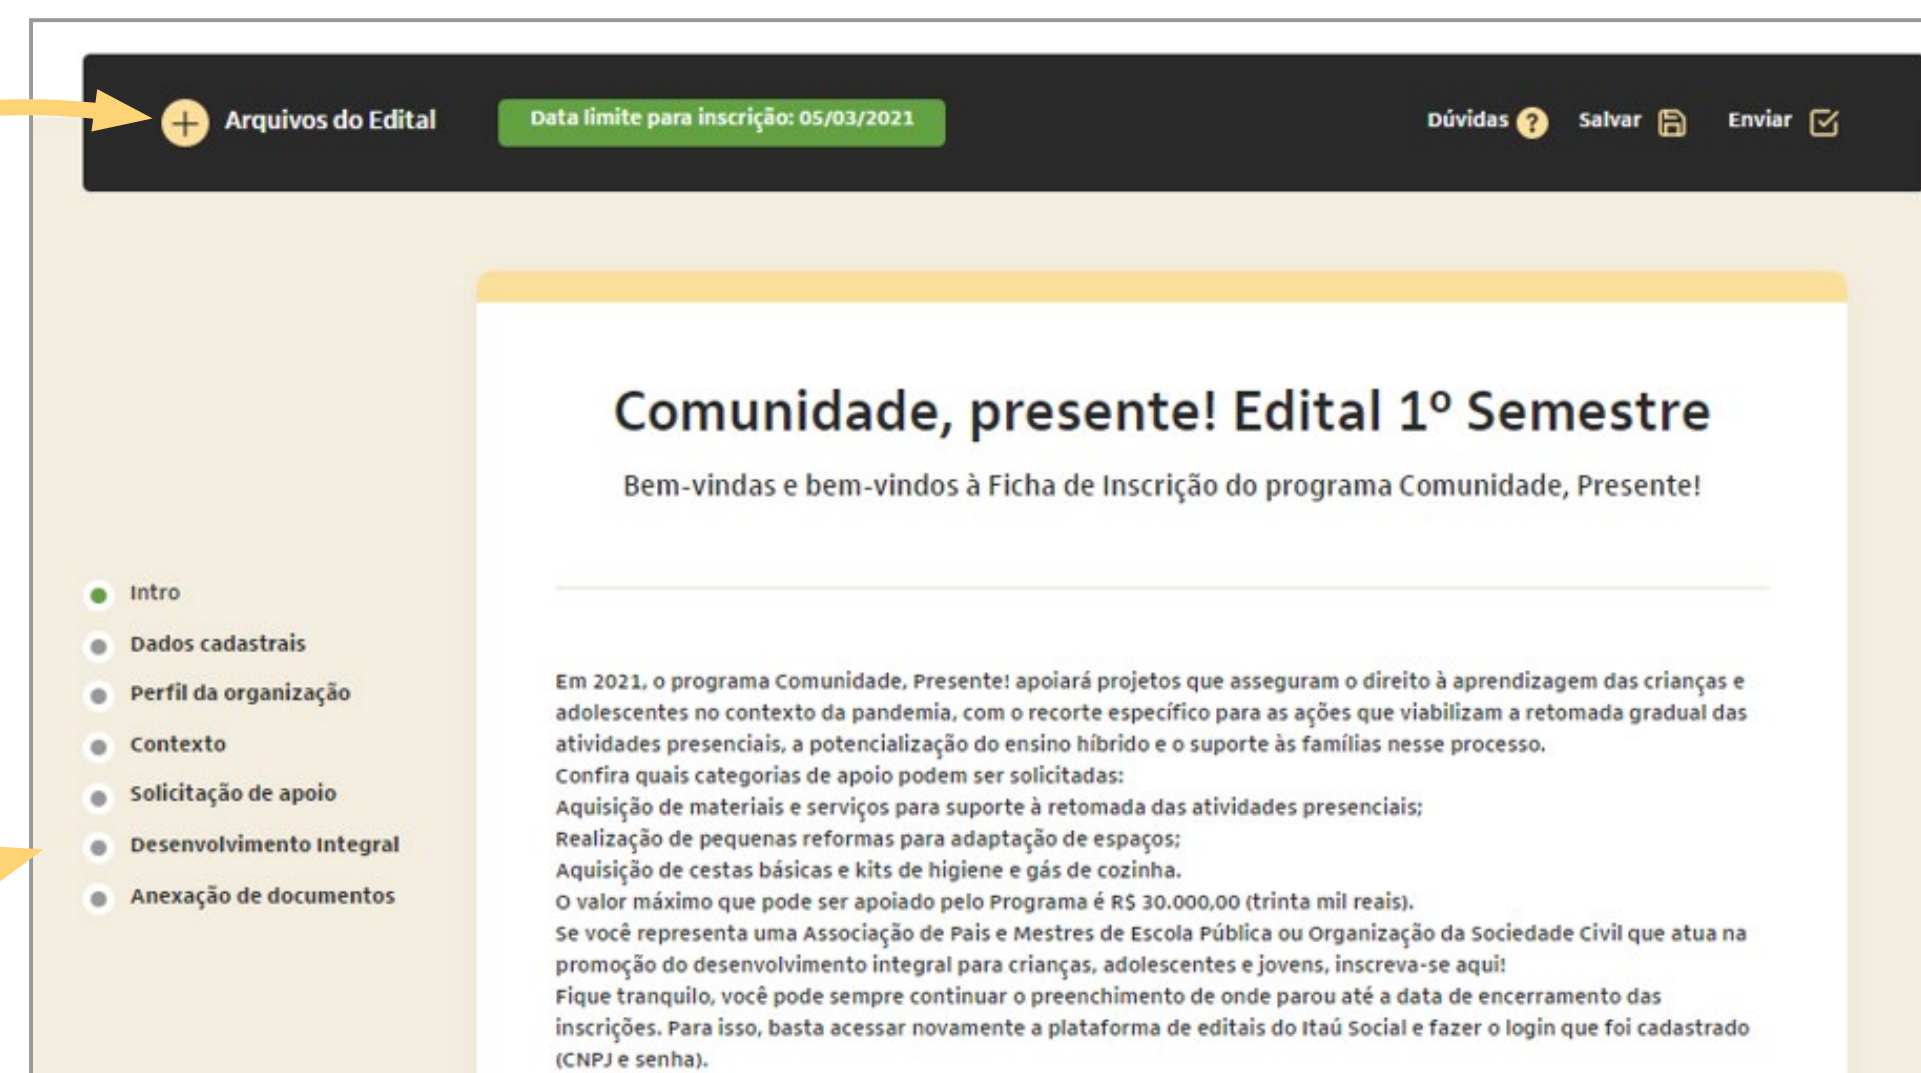 Arquivos do Edital
Data limite para inscrição: 05/03/2021
Dúvidas ?
Salvar
Enviar
Comunidade, presente! Edital 1º Semestre
Bem-vindas e bem-vindos à Ficha de Inscrição do programa Comunidade, Presente!
Intro
Dados cadastrais
Perfil da organização
Contexto
Solicitação de apoio
Desenvolvimento Integral
Anexação de documentos
Em 2021, o programa Comunidade, Presente! apoiará projetos que asseguram o direito à aprendizagem das crianças e
adolescentes no contexto da pandemia, com o recorte específico para as ações que viabilizam a retomada gradual das
atividades presenciais, a potencialização do ensino híbrido e o suporte às famílias nesse processo.
Confira quais categorias de apoio podem ser solicitadas:
Aquisição de materiais e serviços para suporte à retomada das atividades presenciais;
Realização de pequenas reformas para adaptação de espaços;
Aquisição de cestas básicas e kits de higiene e gás de cozinha.
O valor máximo que pode ser apoiado pelo Programa é R$ 30.000,00 (trinta mil reais).
Se você representa uma Associação de Pais e Mestres de Escola Pública ou Organização da Sociedade Civil que atua na
promoção do desenvolvimento integral para crianças, adolescentes e jovens, inscreva-se aqui!
Fique tranquilo, você pode sempre continuar o preenchimento de onde parou até a data de encerramento das
inscrições. Para isso, basta acessar novamente a plataforma de editais do Itaú Social e fazer o login que foi cadastrado
(CNPJ e senha).